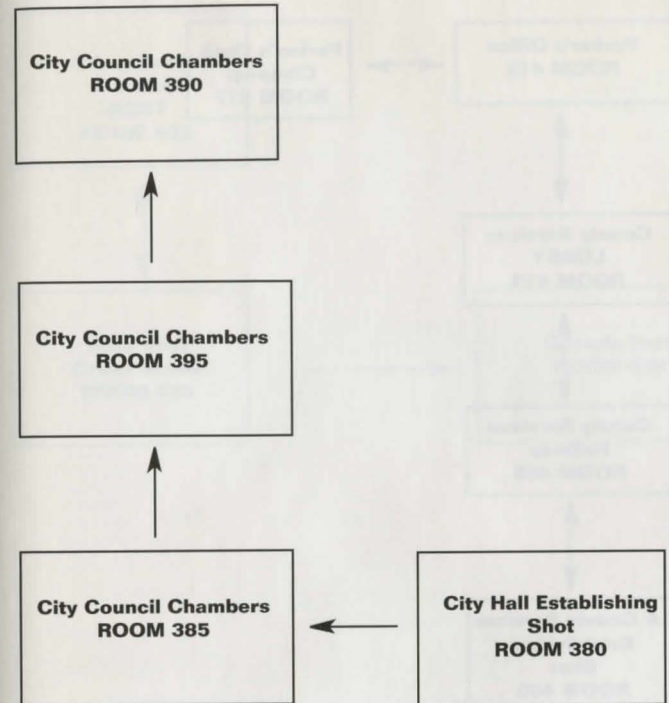 City Council Chambers
ROOM 390
City Council Chambers
ROOM 395
City Council Chambers
ROOM 385
City Hall Establishing
Shot
ROOM 380